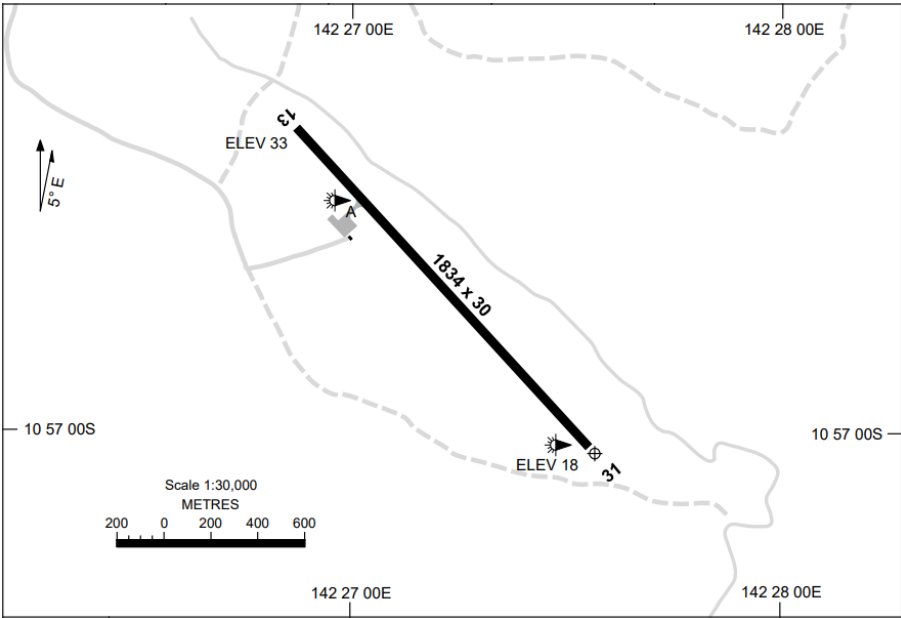 142 27 00E
142 28 00E
13
ELEV 33
5° E
A
1834 x 30
10 57 00S
10 57 00S
ELEV 18
31
Scale 1:30,000
METRES
200 0 200 400 600
142 27 00E
142 28 00E